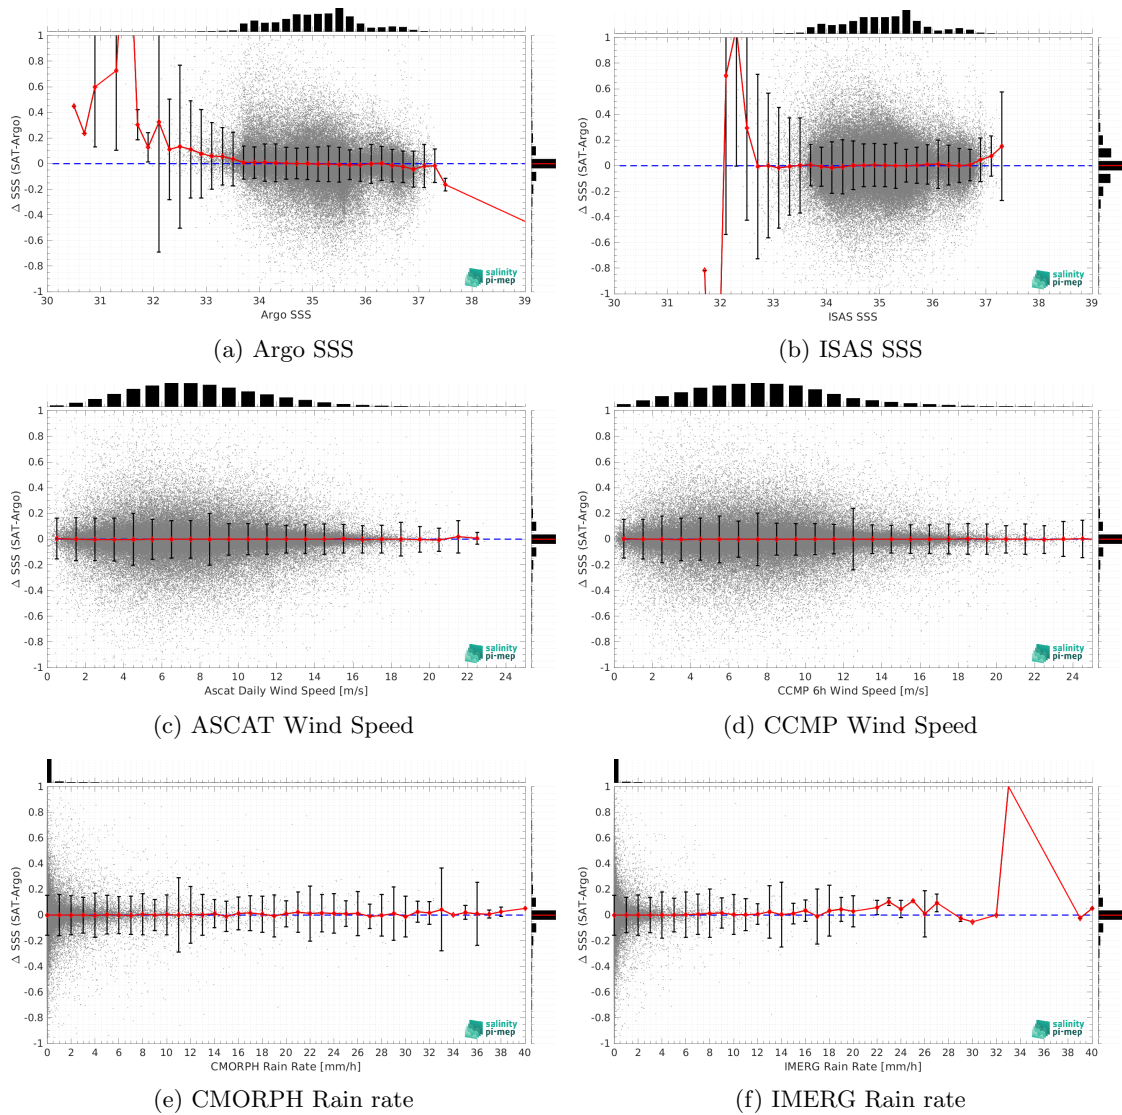 1
0.8
0.6
0.4
0.2
0
-0.2
-0.4
-0.6
-0.8
-1
Δ SSS (SAT-Argo)
salinity
pi-mep
30 31 32 33 34 35 36 37 38 39
Argo SSS
(a) Argo SSS
1
0.8
0.6
0.4
0.2
0
-0.2
-0.4
-0.6
-0.8
-1
Δ SSS (SAT-Argo)
salinity
pi-mep
30 31 32 33 34 35 36 37 38 39
ISAS SSS
(b) ISAS SSS
1
0.8
0.6
0.4
0.2
0
-0.2
-0.4
-0.6
-0.8
-1
Δ SSS (SAT-Argo)
salinity
pi-mep
0 2 4 6 8 10 12 14 16 18 20 22 24
Ascat Daily Wind Speed [m/s]
(c) ASCAT Wind Speed
1
0.8
0.6
0.4
0.2
0
-0.2
-0.4
-0.6
-0.8
-1
Δ SSS (SAT-Argo)
salinity
pi-mep
0 2 4 6 8 10 12 14 16 18 20 22 24
CCMP 6h Wind Speed [m/s]
(d) CCMP Wind Speed
1
0.8
0.6
0.4
0.2
0
-0.2
-0.4
-0.6
-0.8
-1
Δ SSS (SAT-Argo)
salinity
pi-mep
0 2 4 6 8 10 12 14 16 18 20 22 24 26 28 30 32 34 36 38 40
CMORPH Rain Rate [mm/h]
(e) CMORPH Rain rate
1
0.8
0.6
0.4
0.2
0
-0.2
-0.4
-0.6
-0.8
-1
Δ SSS (SAT-Argo)
salinity
pi-mep
0 2 4 6 8 10 12 14 16 18 20 22 24 26 28 30 32 34 36 38 40
IMERG Rain Rate [mm/h]
(f) IMERG Rain rate